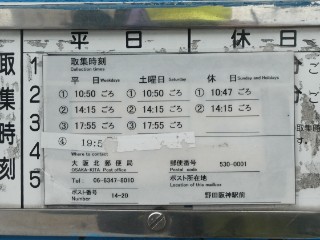 平日 休日
取集時刻
1
2
3
4
5
取集時刻
Collection times
平日 Weekdays 土曜日 Saturday 休日 Sunday and Holidays
① 10:50 ごろ ① 10:50 ごろ ① 10:47 ごろ
② 14:15 ごろ ② 14:15 ごろ ② 14:15 ごろ
③ 17:55 ごろ ③ 17:55 ごろ
④ 19:5
Where to contact
大阪北郵便局 郵便番号 530-0001
OSAKA-KITA Post office Postal code
Tel 06-6347-8010 ポスト所在地
Location of this mailbox
ポスト番号 14-29 野田阪神駅前
Number